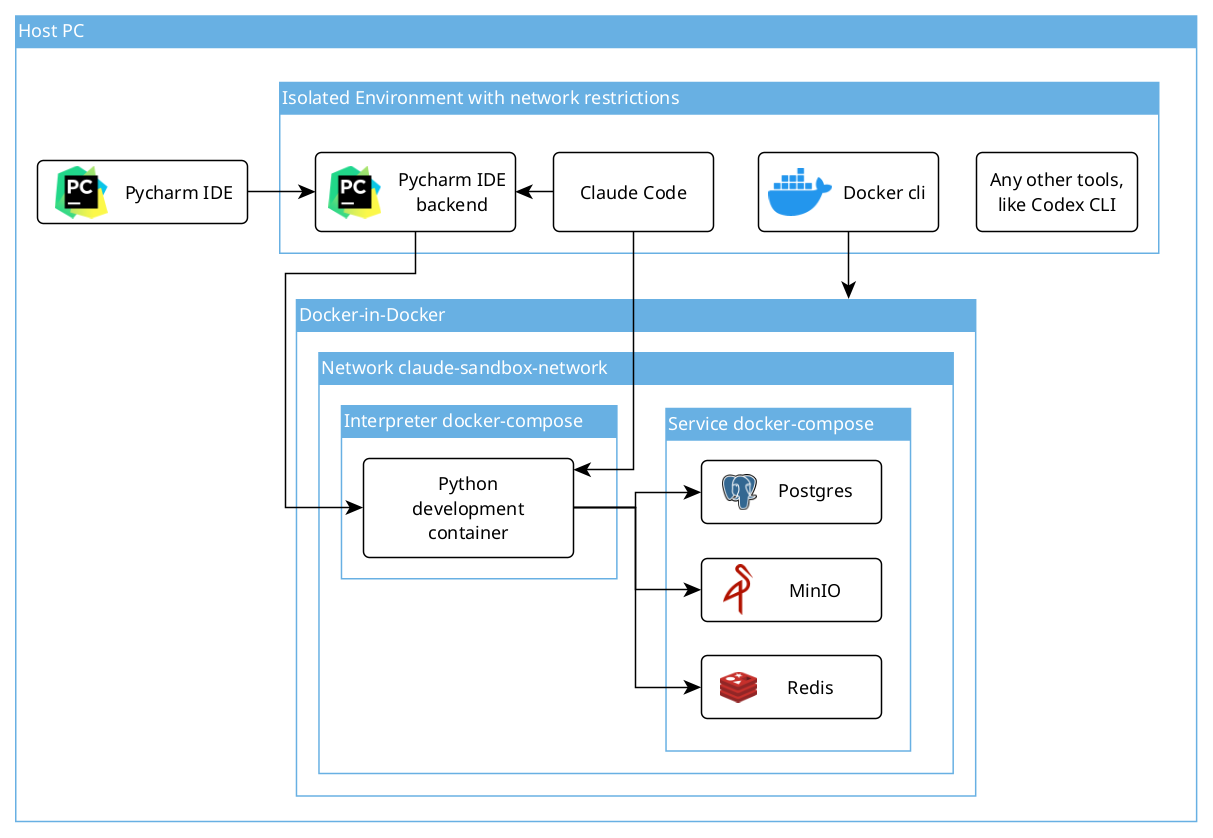 Host PC
Isolated Environment with network restrictions
PC
Pycharm IDE
PC
Pycharm IDE
backend
Claude Code
Docker cli
Any other tools,
like Codex CLI
Docker-in-Docker
Network claude-sandbox-network
Interpreter docker-compose
Service docker-compose
Python
development
container
Postgres
MinIO
Redis